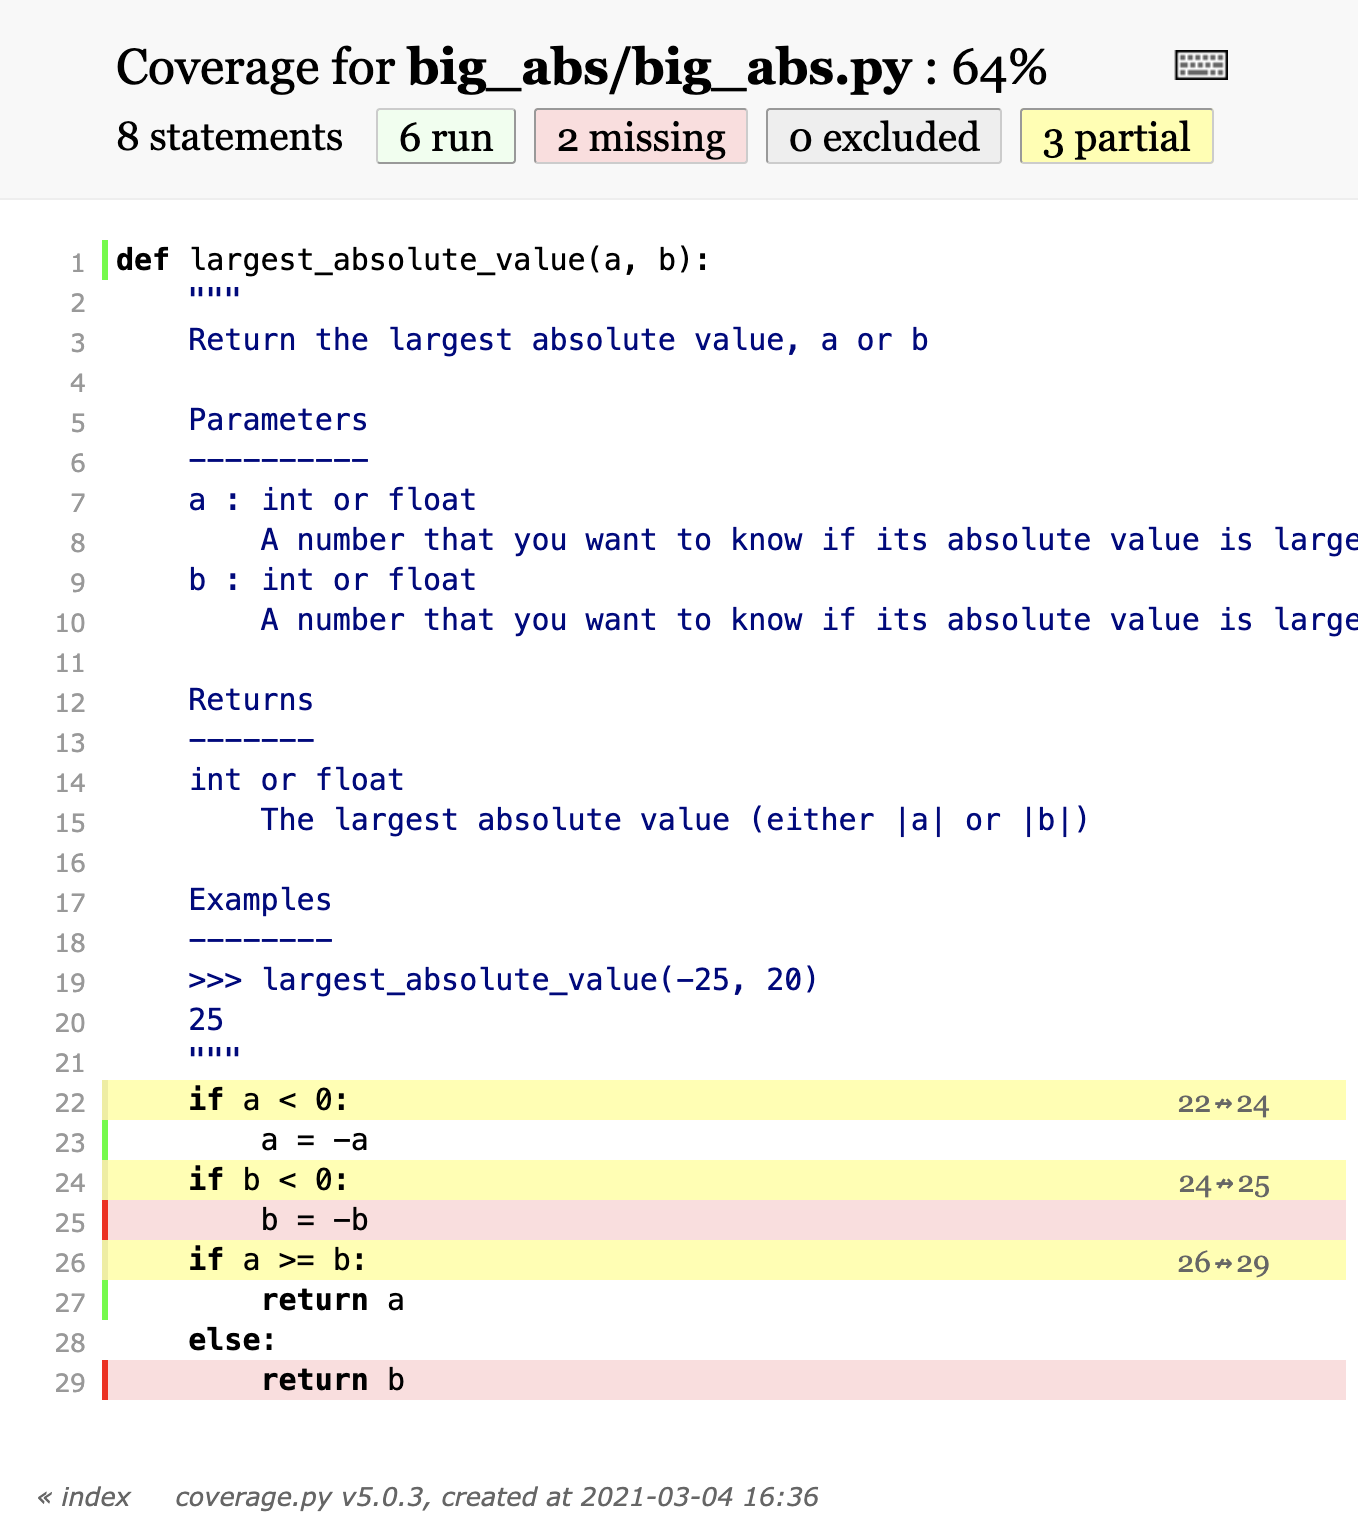 Coverage for big_abs/big_abs.py : 64%
8 statements 6 run 2 missing 0 excluded 3 partial
1 def largest_absolute_value(a, b):
2 """
3 Return the largest absolute value, a or b
4
5 Parameters
6 ----------
7 a : int or float
8 A number that you want to know if its absolute value is large
9 b : int or float
10 A number that you want to know if its absolute value is large
11
12 Returns
13 -------
14 int or float
15 The largest absolute value (either |a| or |b|)
16
17 Examples
18 --------
19 >>> largest_absolute_value(-25, 20)
20 25
21 """
22 if a < 0: 22↛24
23 a = -a
24 if b < 0: 24↛25
25 b = -b
26 if a >= b: 26↛29
27 return a
28 else:
29 return b
« index coverage.py v5.0.3, created at 2021-03-04 16:36